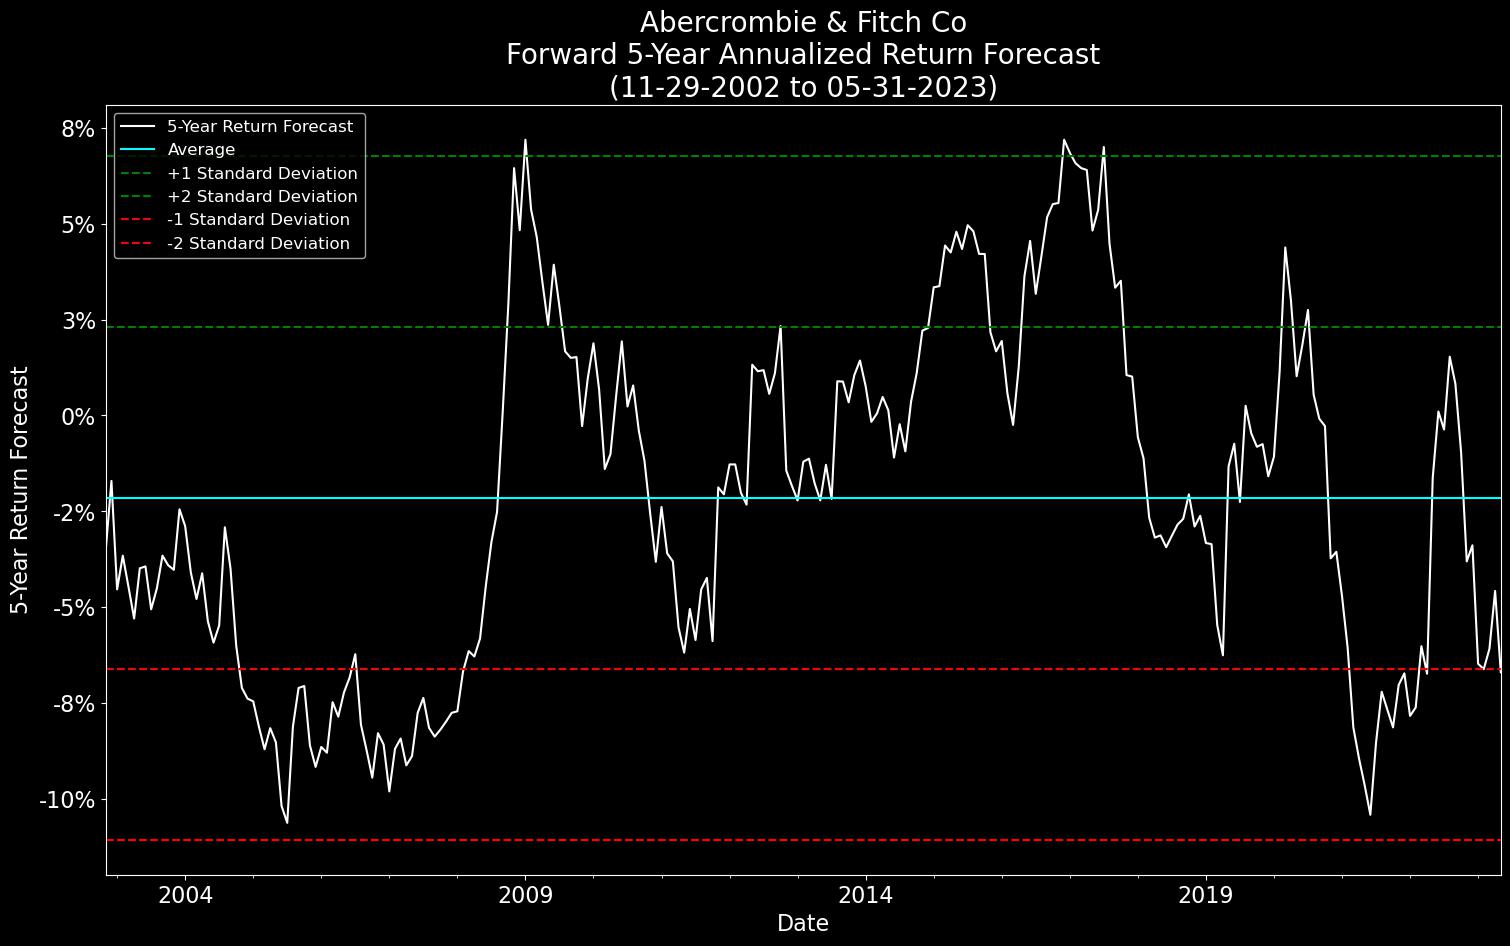 Abercrombie & Fitch Co
Forward 5-Year Annualized Return Forecast
(11-29-2002 to 05-31-2023)
5-Year Return Forecast
Average
+1 Standard Deviation
+2 Standard Deviation
-1 Standard Deviation
-2 Standard Deviation
8%
5%
3%
0%
-2%
-5%
-8%
-10%
5-Year Return Forecast
2004
2009
2014
2019
Date